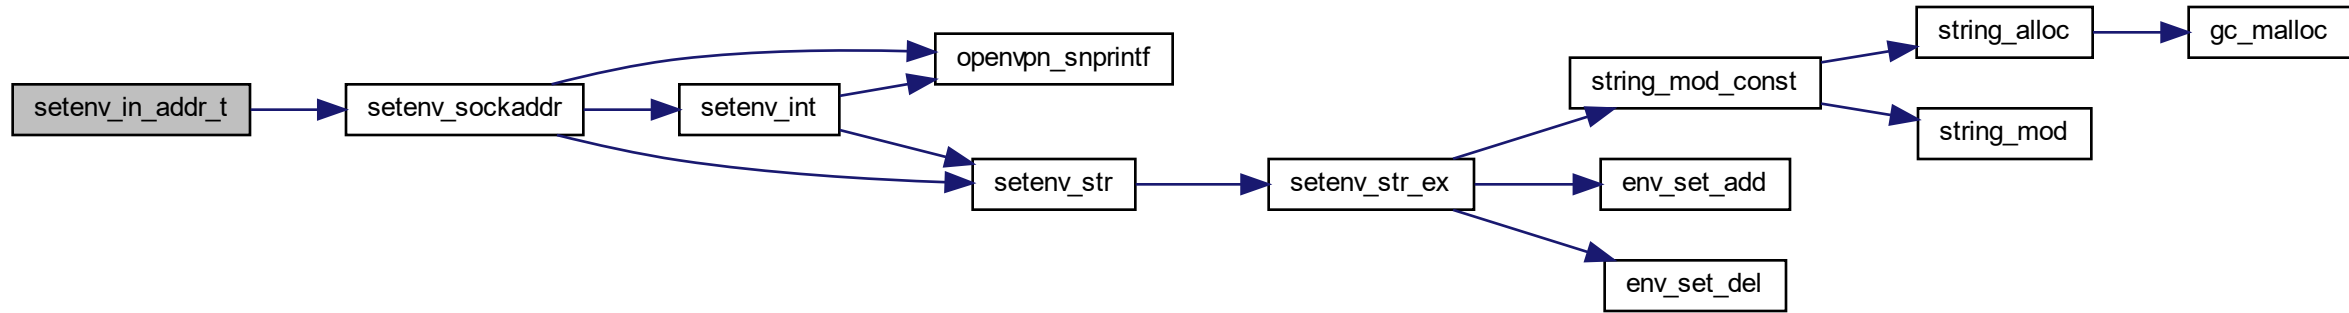 setenv_in_addr_t
setenv_sockaddr
setenv_int
openvpn_snprintf
setenv_str
setenv_str_ex
string_mod_const
env_set_add
env_set_del
string_alloc
string_mod
gc_malloc